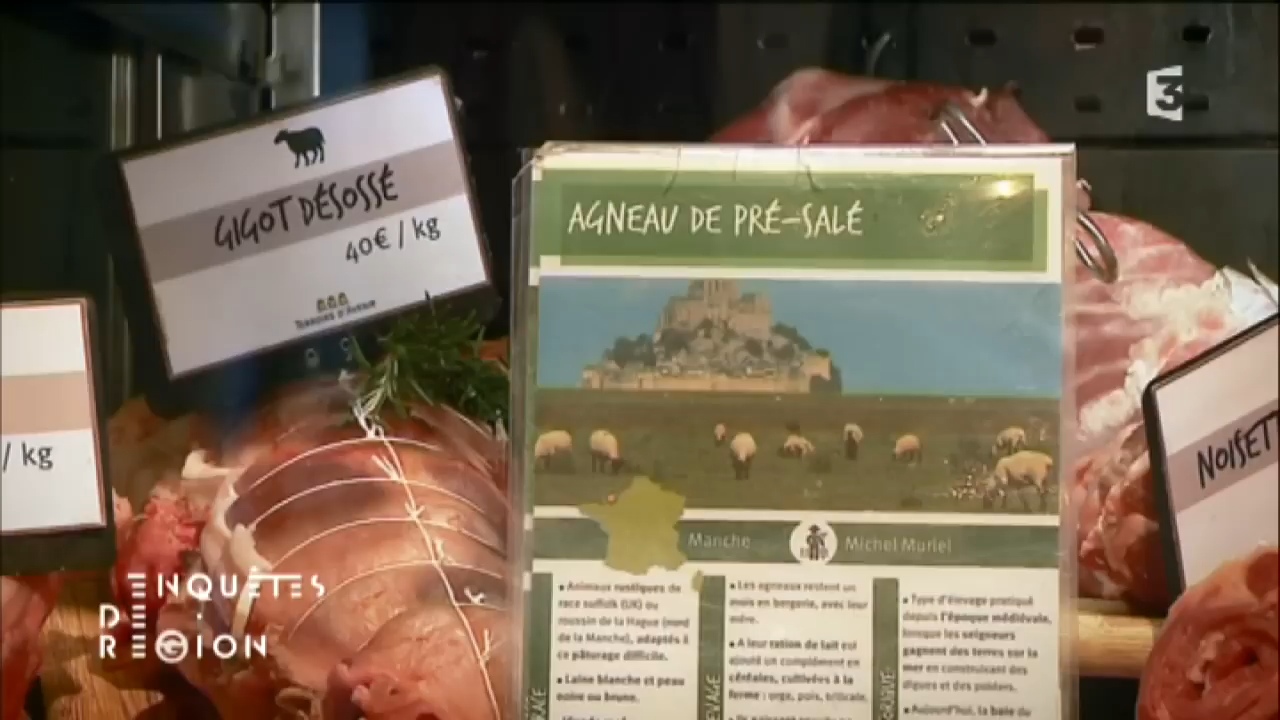 3
GIGOT DÉSOSSÉ
40€ / kg
TERROIRS D'AVENIR
/ kg
AGNEAU DE PRÉ-SALÉ
Manche
Michel Muriel
• Animaux rustiques de
race suffolk (UK) ou
roussin de la Hague (nord
de la Manche), adaptés à
ce pâturage difficile.
• Laine blanche et peau
noire ou brune.
• Les agneaux restent un
mois en bergerie, avec leur
mère.
• A leur ration de lait est
ajouté un complément en
céréales, cultivées à la
ferme : orge, pois, triticale.
• Type d'élevage pratiqué
depuis l'époque médiévale,
lorsque les seigneurs
gagnent des terres sur la
mer en construisant des
digues et des polders.
• Aujourd'hui, la baie du
NOISET
ENQUÊTES
DE
RÉGION